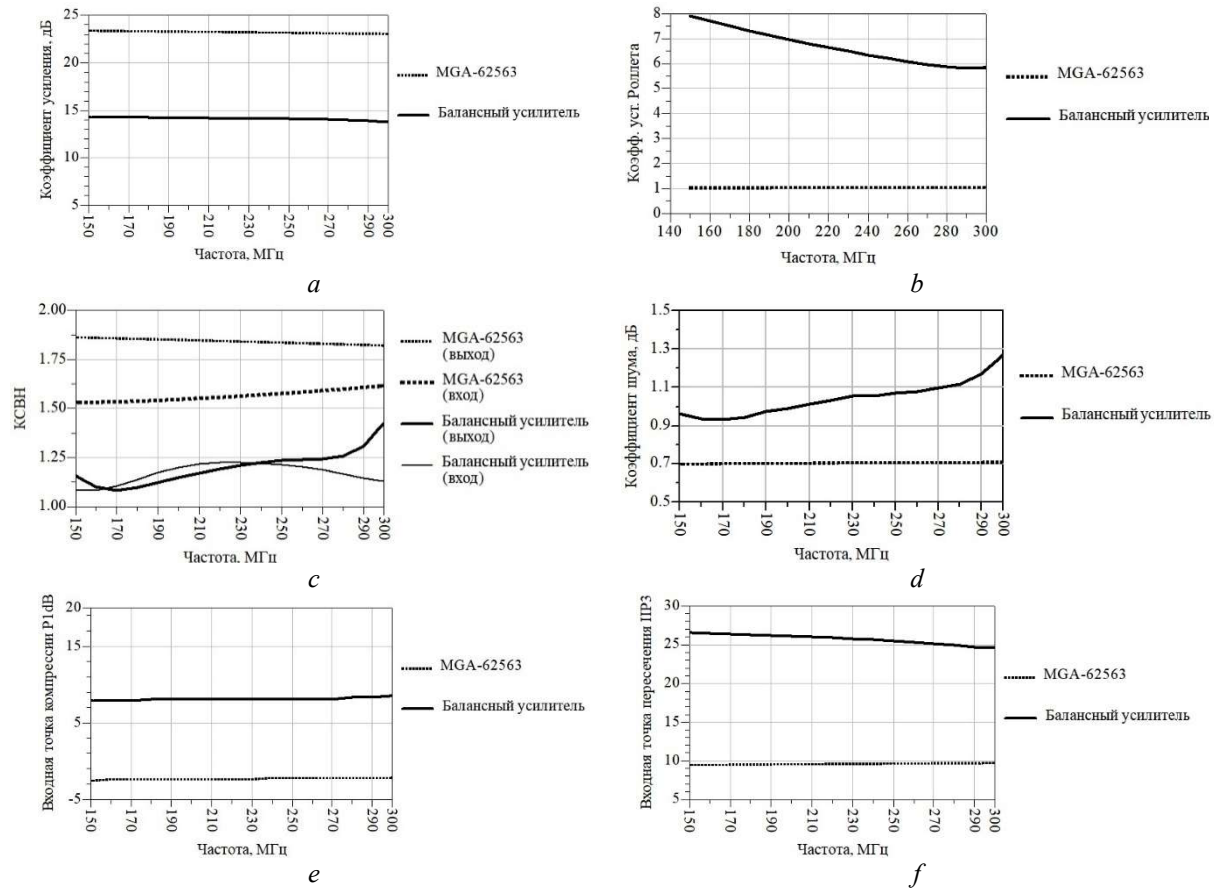 Коэффициент усиления, дБ
25
20
15
10
5
150
170
190
210
230
250
270
290
300
Частота, МГц
MGA-62563
Балансный усилитель
a
Коэфф. уст. Роллета
8
7
6
5
4
3
2
1
0
140 160 180 200 220 240 260 280 300
Частота, МГц
MGA-62563
Балансный усилитель
b
КСВН
2.00
1.75
1.50
1.25
1.00
150
170
190
210
230
250
270
290
300
Частота, МГц
MGA-62563
(выход)
MGA-62563
(вход)
Балансный усилитель
(выход)
Балансный усилитель
(вход)
c
Коэффициент шума, дБ
1.5
1.3
1.1
0.9
0.7
0.5
150
170
190
210
230
250
270
290
300
Частота, МГц
MGA-62563
Балансный усилитель
d
Входная точка компрессии P1dB
20
15
5
-5
150
170
190
210
230
250
270
290
300
Частота, МГц
MGA-62563
Балансный усилитель
e
Входная точка пересечения IIP3
30
25
20
15
10
5
150
170
190
210
230
250
270
290
300
Частота, МГц
MGA-62563
Балансный усилитель
f